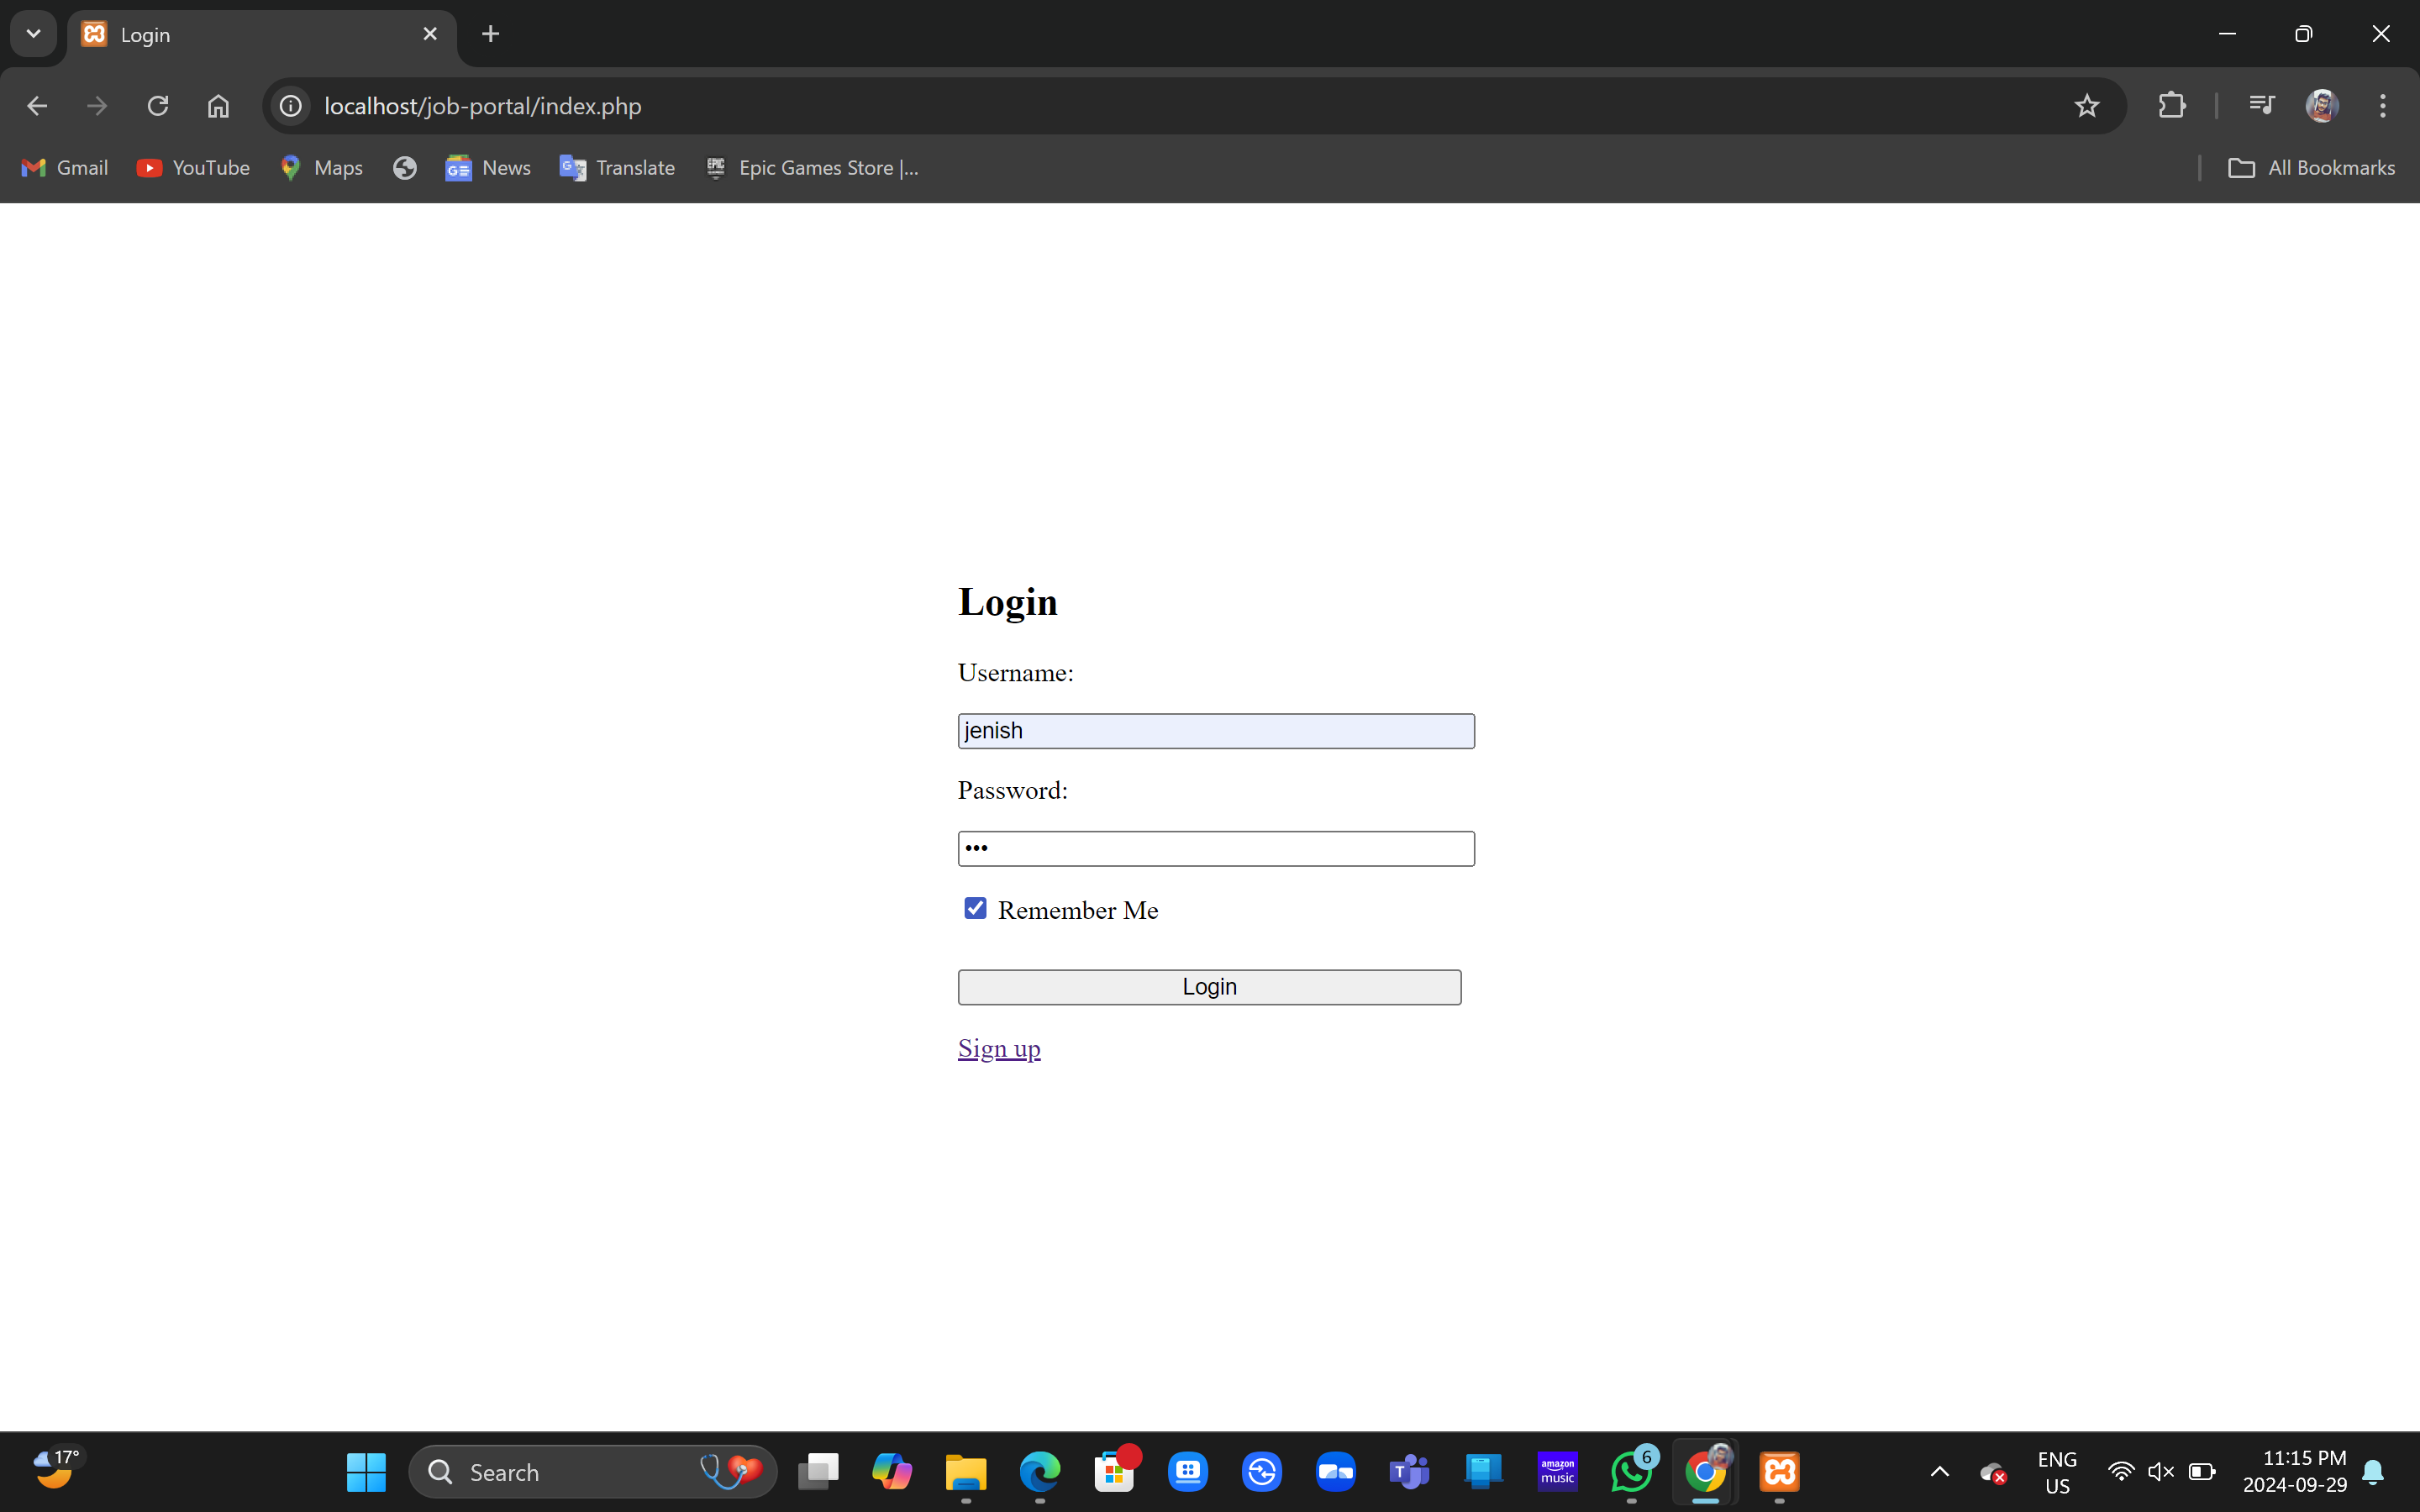 Login
localhost/job-portal/index.php
Gmail YouTube Maps News Translate Epic Games Store |... All Bookmarks
Login
Username:
jenish
Password:
•••
Remember Me
Login
Sign up
17° Search amazon music 6 ENG US 11:15 PM 2024-09-29